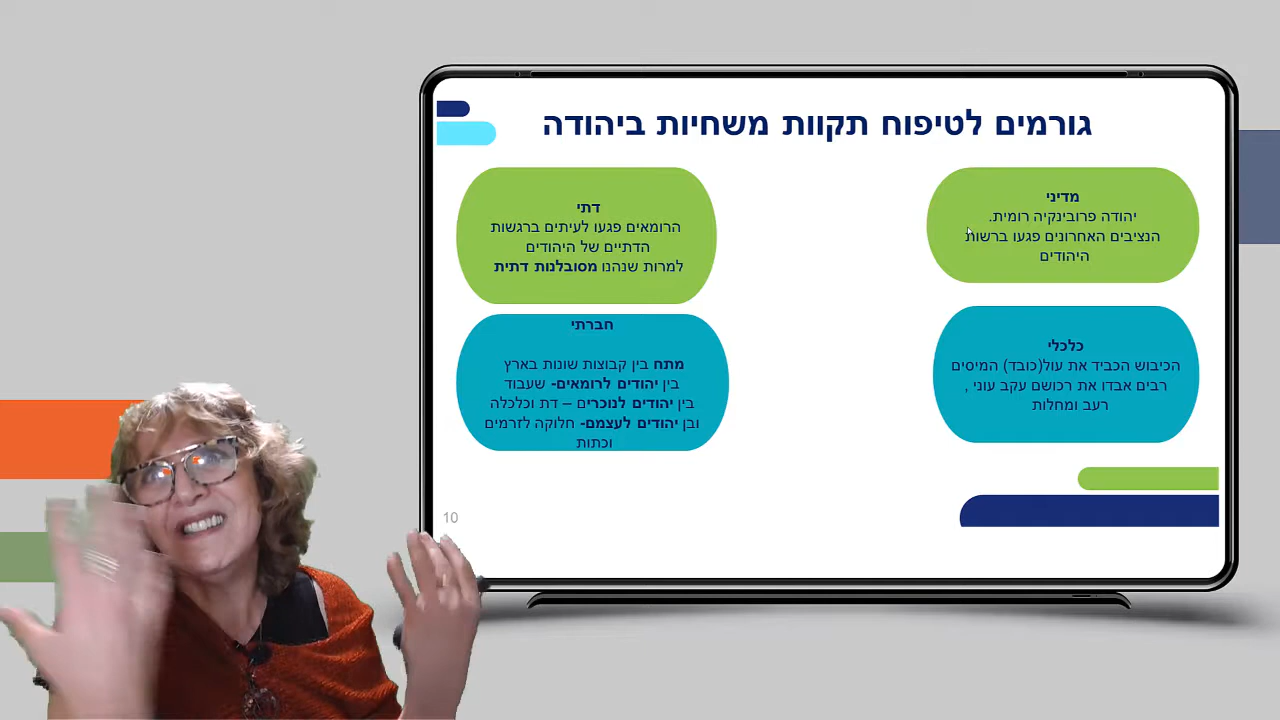 גורמים לטיפוח תקוות משחיות ביהודה
מדיני
יהודה פרובינקיה רומית.
הנציבים האחרונים פגעו ברשות
היהודים
דתי
הרומאים פגעו לעיתים ברגשות
הדתיים של היהודים
למרות שנהנו מסובלנות דתית
כלכלי
הכיבוש הכביד את עול(כובד) המיסים
רבים אבדו את רכושם עקב עוני ,
רעב ומחלות
חברתי
מתח בין קבוצות שונות בארץ
בין יהודים לרומאים- שעבוד
בין יהודים לנוכרים – דת וכלכלה
ובן יהודים לעצמם- חלוקה לזרמים
וכתות
10